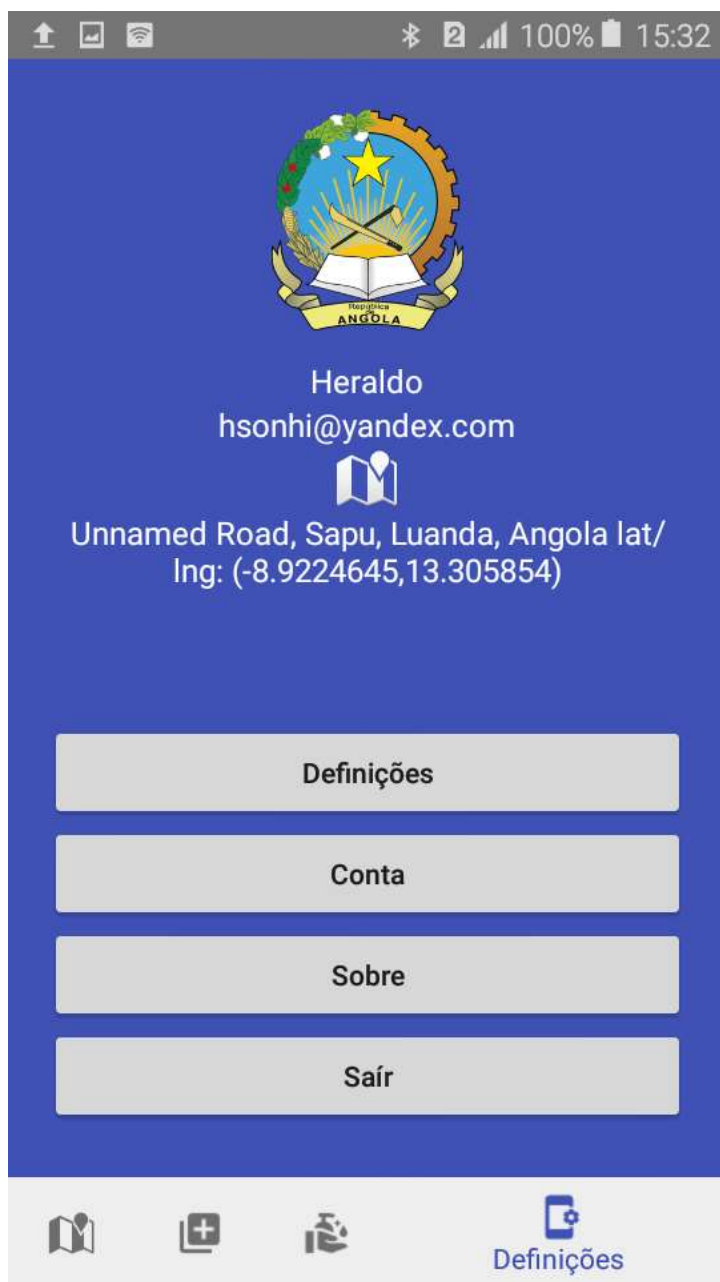 2 100% 15:32
República
de
ANGOLA
Heraldo
hsonhi@yandex.com
Unnamed Road, Sapu, Luanda, Angola lat/
lng: (-8.9224645,13.305854)
Definições
Conta
Sobre
Saír
Definições